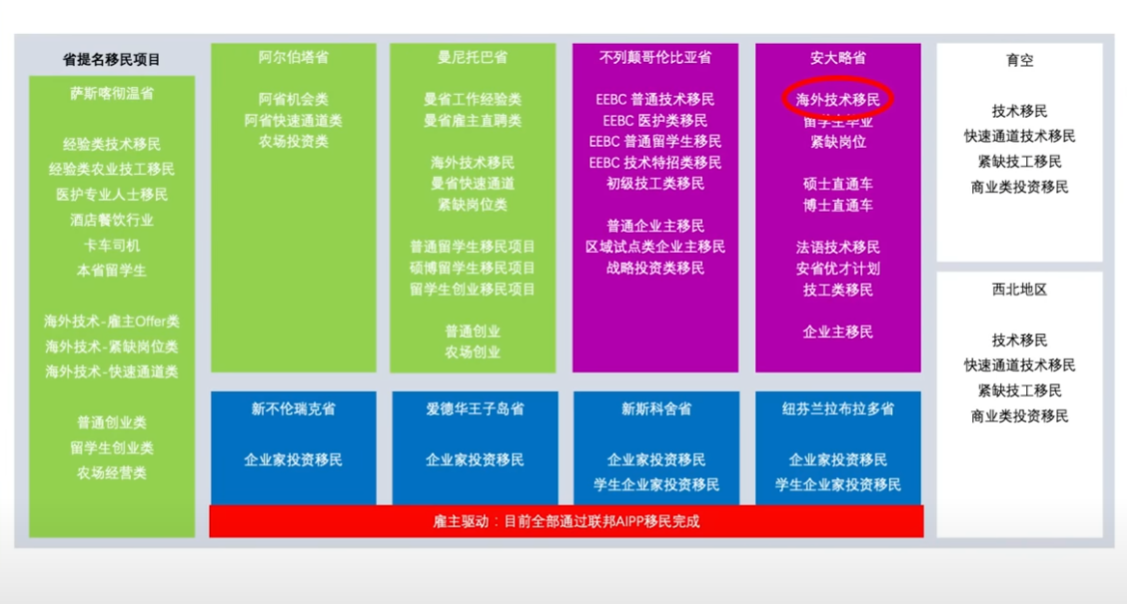 省提名移民项目
萨斯喀彻温省
经验类技术移民
经验类农业技工移民
医护专业人士移民
酒店餐饮行业
卡车司机
本省留学生
海外技术-雇主Offer类
海外技术-紧缺岗位类
海外技术-快速通道类
普通创业类
留学生创业类
农场经营类
阿尔伯塔省
阿省机会类
阿省快速通道类
农场投资类
曼尼托巴省
曼省工作经验类
曼省雇主直聘类
海外技术移民
曼省快速通道
紧缺岗位类
普通留学生移民项目
硕博留学生移民项目
留学生创业移民项目
普通创业
农场创业
不列颠哥伦比亚省
EEBC 普通技术移民
EEBC 医护类移民
EEBC 普通留学生移民
EEBC 技术特招类移民
初级技工类移民
普通企业主移民
区域试点类企业主移民
战略投资类移民
安大略省
海外技术移民
留学生毕业
紧缺岗位
硕士直通车
博士直通车
法语技术移民
安省优才计划
技工类移民
企业主移民
育空
技术移民
快速通道技术移民
紧缺技工移民
商业类投资移民
西北地区
技术移民
快速通道技术移民
紧缺技工移民
商业类投资移民
新不伦瑞克省
企业家投资移民
爱德华王子岛省
企业家投资移民
新斯科舍省
企业家投资移民
学生企业家投资移民
纽芬兰拉布拉多省
企业家投资移民
学生企业家投资移民
雇主驱动：目前全部通过联邦AIPP移民完成